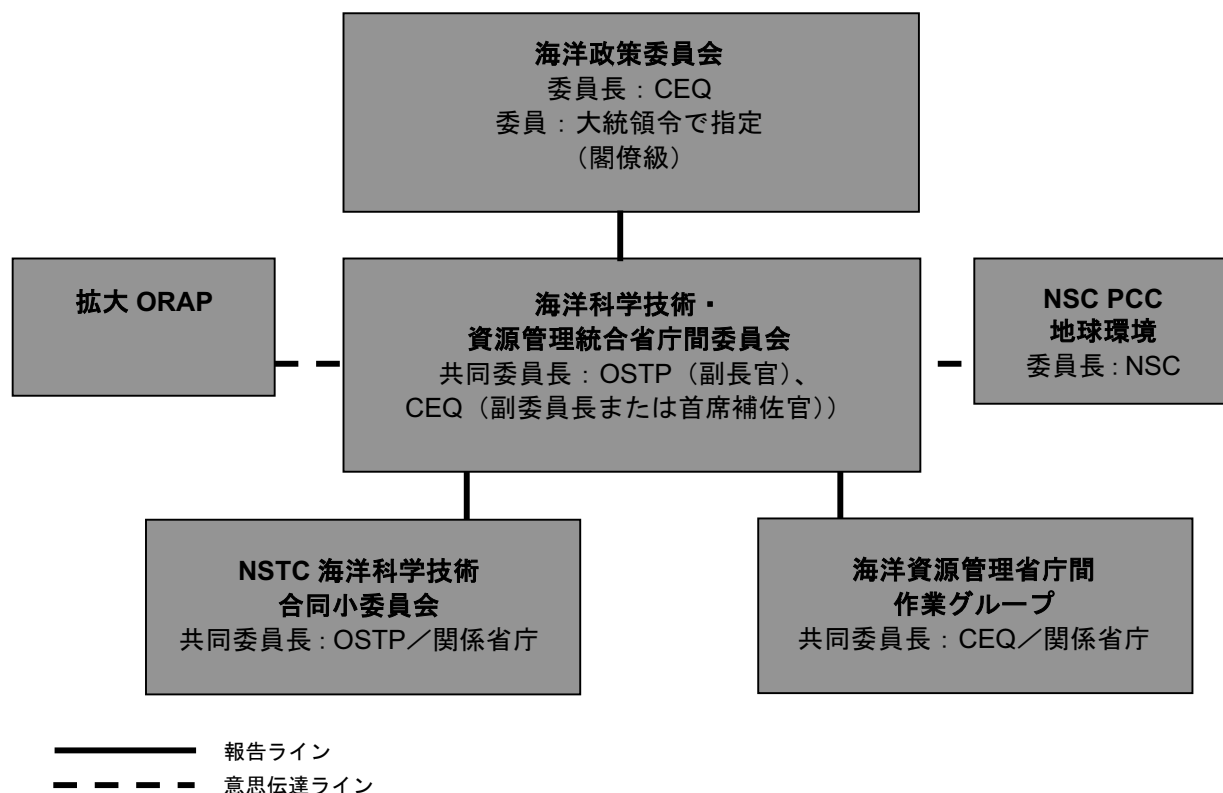 海洋政策委員会
委員長：CEQ
委員：大統領令で指定
（閣僚級）
拡大 ORAP
海洋科学技術・
資源管理統合省庁間委員会
共同委員長：OSTP（副長官）、
CEQ（副委員長または首席補佐官））
NSC PCC
地球環境
委員長：NSC
NSTC 海洋科学技術
合同小委員会
共同委員長：OSTP／関係省庁
海洋資源管理省庁間
作業グループ
共同委員長：CEQ／関係省庁
報告ライン
意思伝達ライン